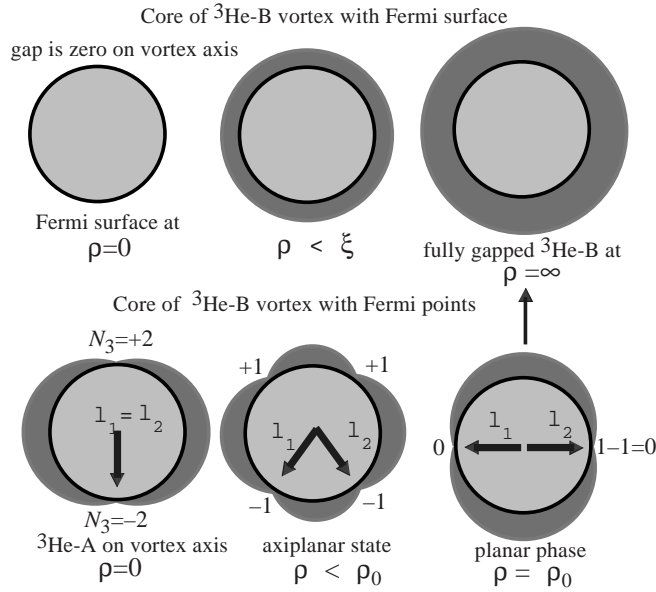 Core of ³He-B vortex with Fermi surface
gap is zero on vortex axis
Fermi surface at
ρ=0
ρ < ξ
fully gapped ³He-B at
ρ=∞
Core of ³He-B vortex with Fermi points
N₃=+2
l₁=l₂
N₃=−2
³He-A on vortex axis
ρ=0
+1
+1
l₁
l₂
−1
−1
axiplanar state
ρ < ρ₀
0
l₁
l₂
1−1=0
planar phase
ρ = ρ₀